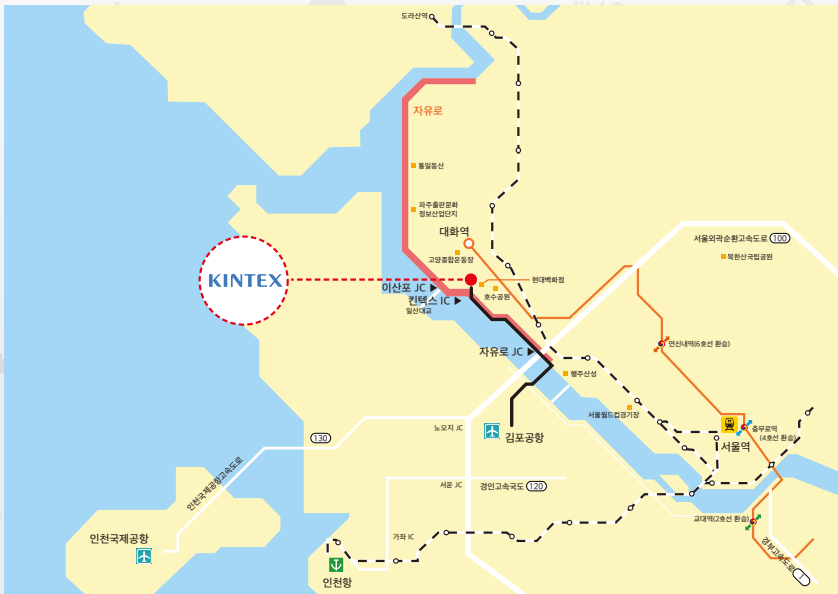 도라산역
자유로
통일동산
파주출판문화
정보산업단지
대화역
고양종합운동장
서울외곽순환고속도로 100
북한산국립공원
KINTEX
현대백화점
이산포 JC
호수공원
킨텍스 IC
일산대교
연신내역(6호선 환승)
자유로 JC
행주산성
서울월드컵경기장
노오지 JC
130
김포공항
충무로역
(4호선 환승)
서울역
인천국제공항고속도로
서운 JC
경인고속국도 120
교대역(2호선 환승)
인천국제공항
가좌 IC
경부고속도로 1
인천항